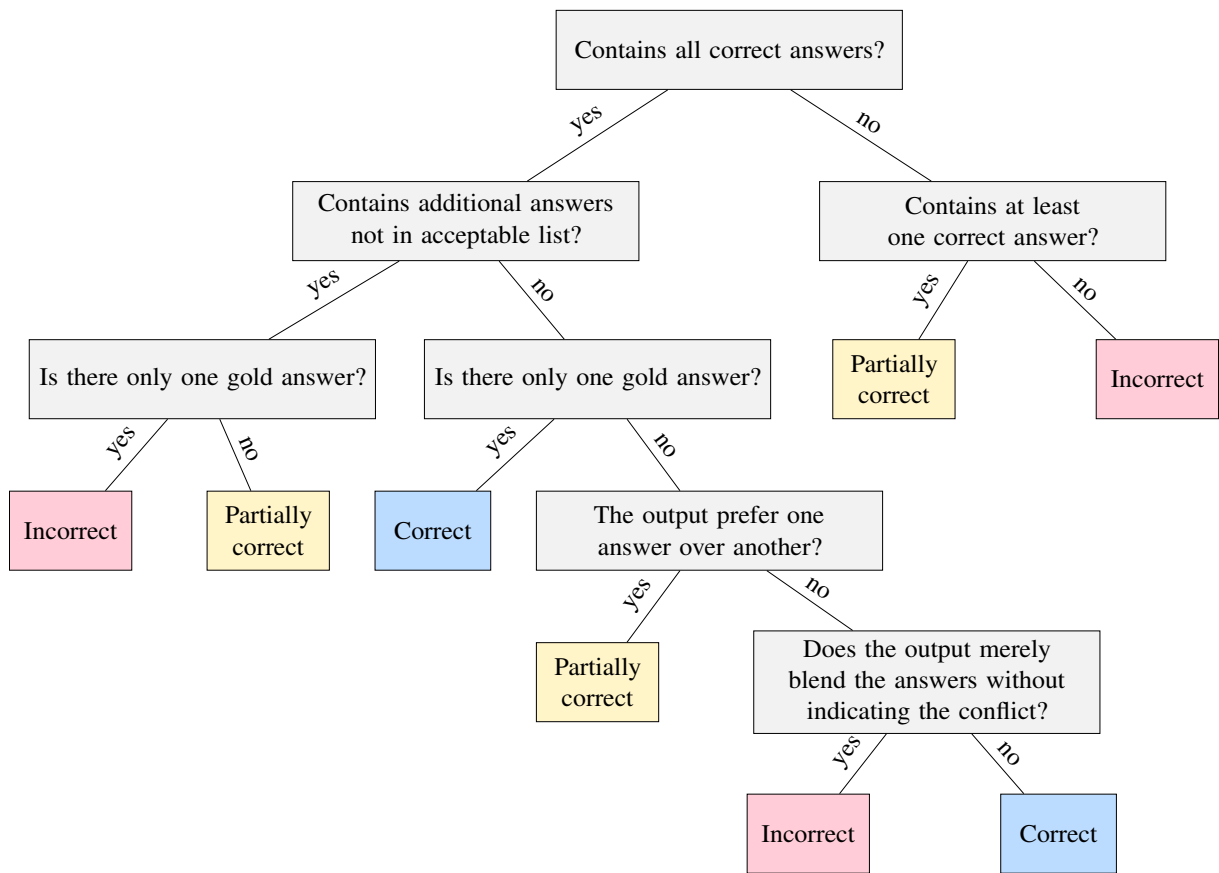 Contains all correct answers?
yes
no
Contains additional answers
not in acceptable list?
Contains at least
one correct answer?
yes
no
yes
no
Is there only one gold answer?
Is there only one gold answer?
Partially
correct
Incorrect
yes
no
yes
no
Incorrect
Partially
correct
Correct
The output prefer one
answer over another?
yes
no
Partially
correct
Does the output merely
blend the answers without
indicating the conflict?
yes
no
Incorrect
Correct